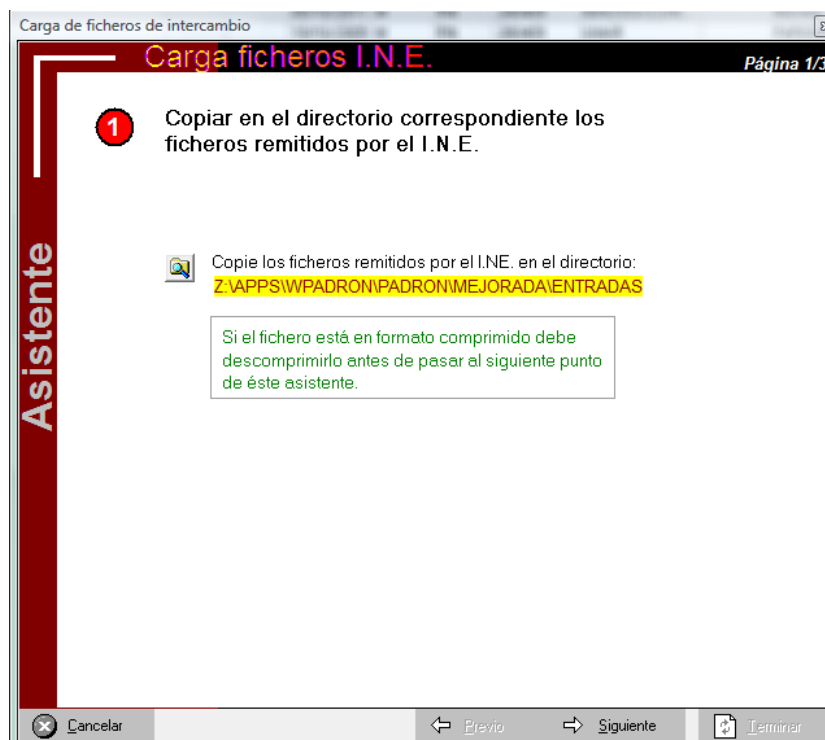 Carga de ficheros de intercambio
Carga ficheros I.N.E.
Página 1/3
1
Copiar en el directorio correspondiente los
ficheros remitidos por el I.N.E.
Asistente
Copie los ficheros remitidos por el I.NE. en el directorio:
Z:\APPS\WPADRON\PADRON\MEJORADA\ENTRADAS
Si el fichero está en formato comprimido debe
descomprimirlo antes de pasar al siguiente punto
de éste asistente.
Cancelar
Previo
Siguiente
Terminar